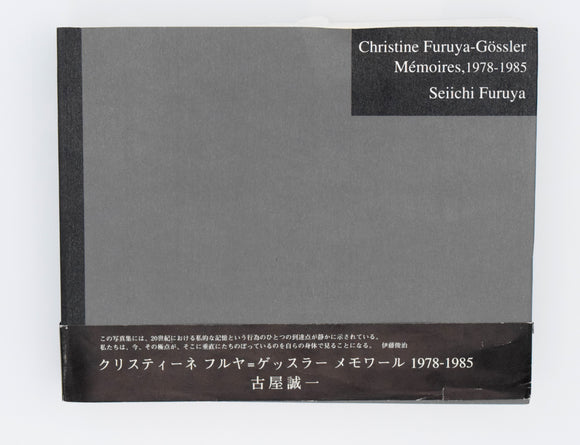 Christine Furuya-Gössler
Mémoires,1978-1985
Seiichi Furuya
この写真集には、20世紀における私的な記憶という行為のひとつの到達点が静かに示されている。
私たちは、今、その極点が、そこに垂直にたちのぼっているのを自らの身体で見ることになる。 伊藤俊治
クリスティーネ フルヤ=ゲッスラー メモワール 1978-1985
古屋誠一